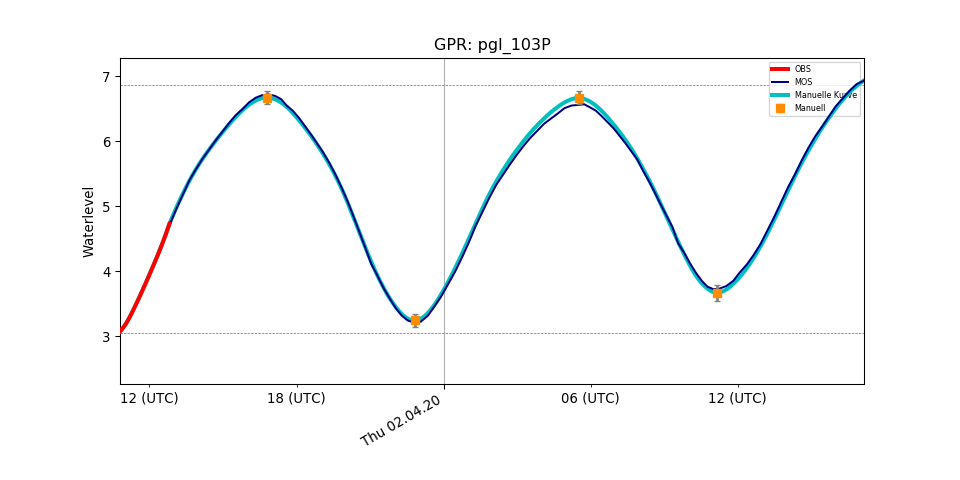 GPR: pgl_103P
7
6
5
4
3
Waterlevel
OBS
MOS
Manuelle Kurve
Manuell
12 (UTC)
18 (UTC)
Thu 02.04.20
06 (UTC)
12 (UTC)